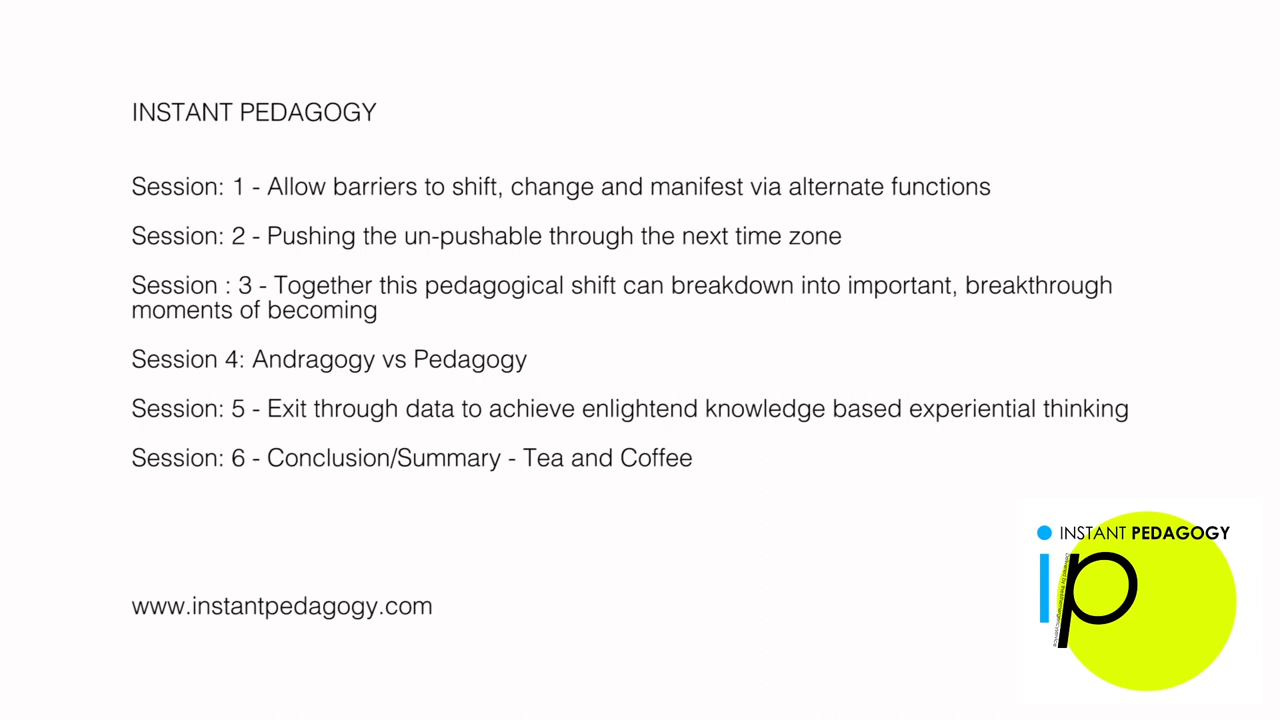 INSTANT PEDAGOGY
Session: 1 - Allow barriers to shift, change and manifest via alternate functions
Session: 2 - Pushing the un-pushable through the next time zone
Session : 3 - Together this pedagogical shift can breakdown into important, breakthrough
moments of becoming
Session 4: Andragogy vs Pedagogy
Session: 5 - Exit through data to achieve enlightend knowledge based experiential thinking
Session: 6 - Conclusion/Summary - Tea and Coffee
INSTANT PEDAGOGY
ip
www.instantpedagogy.com